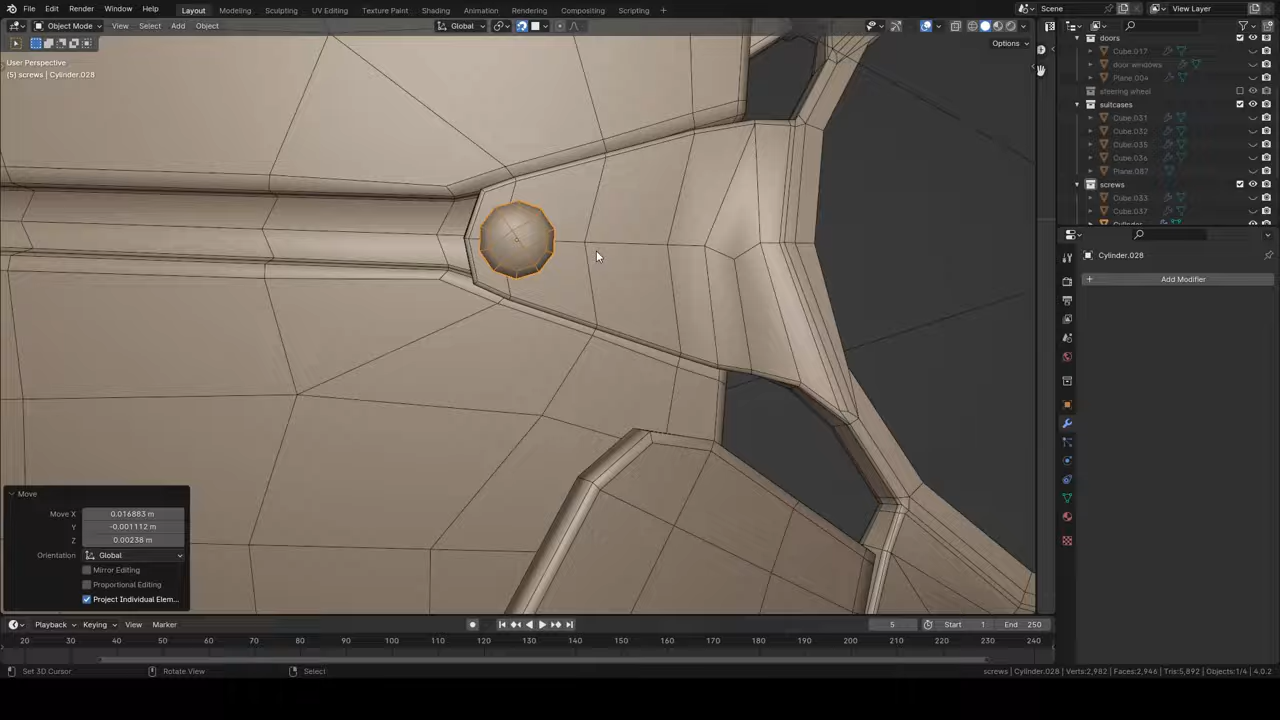 File Edit Render Window Help
Layout Modeling Sculpting UV Editing Texture Paint Shading Animation Rendering Compositing Scripting
Scene View Layer
Object Mode View Select Add Object Global
Options
User Perspective
(5) screws | Cylinder.028
doors
Cube.017
door windows
Plane.004
steering wheel
suitcases
Cube.031
Cube.032
Cube.035
Cube.036
Plane.087
screws
Cube.033
Cube.037
Cylinder
Cylinder.028
Add Modifier
Move
Move X 0.016883 m
Y -0.001112 m
Z 0.00238 m
Orientation Global
Mirror Editing
Proportional Editing
Project Individual Elem...
Playback Keying View Marker 5 Start 1 End 250
20 30 40 50 60 70 80 90 100 110 120 130 140 150 160 170 180 190 200 210 220 230 240
Set 3D Cursor Rotate View Select screws | Cylinder.028 | Verts:2,982 | Faces:2,946 | Tris:5,892 | Objects:1/4 | 4.0.2